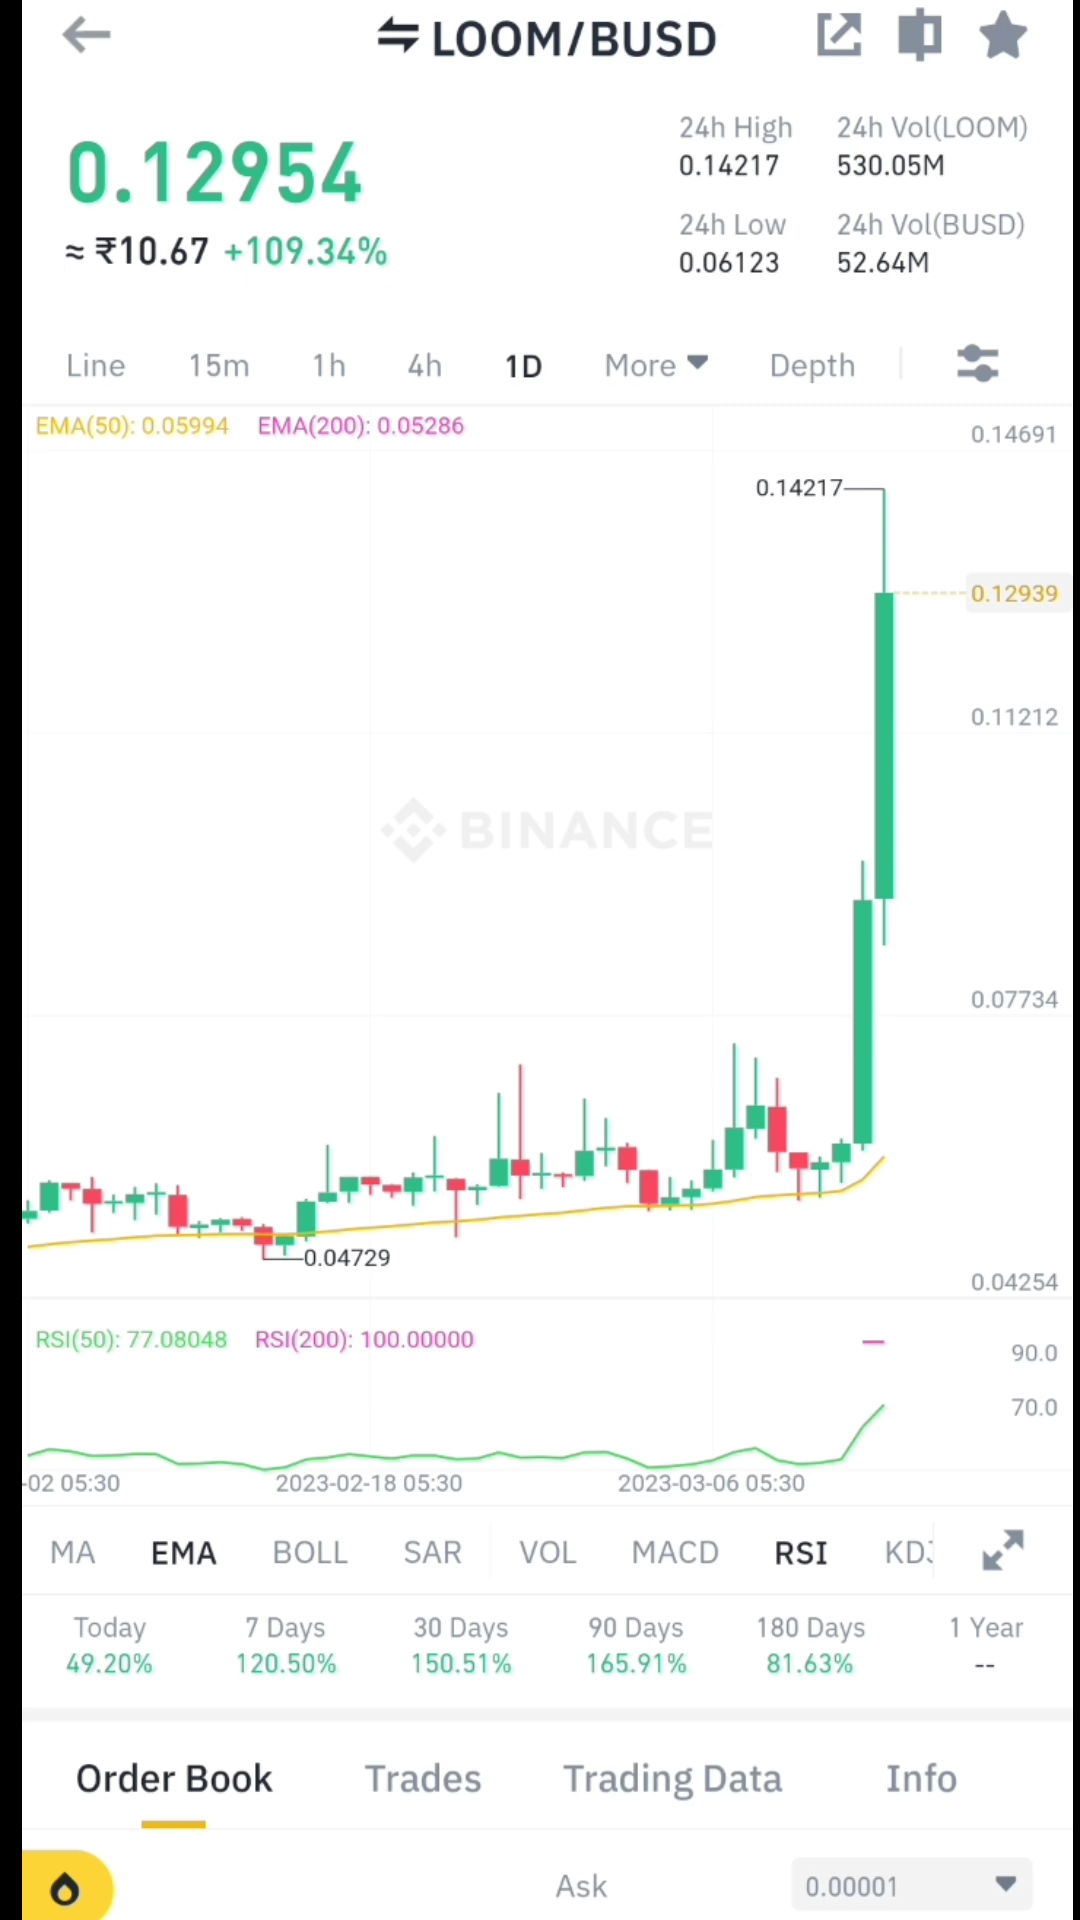 LOOM/BUSD
0.12954
≈ ₹10.67 +109.34%
24h High
0.14217
24h Vol(LOOM)
530.05M
24h Low
0.06123
24h Vol(BUSD)
52.64M
Line 15m 1h 4h 1D More Depth
EMA(50): 0.05994 EMA(200): 0.05286
0.14691
0.14217
0.12939
0.11212
BINANCE
0.07734
0.04729
0.04254
RSI(50): 77.08048 RSI(200): 100.00000
90.0
70.0
-02 05:30 2023-02-18 05:30 2023-03-06 05:30
MA EMA BOLL SAR VOL MACD RSI KDJ
Today 7 Days 30 Days 90 Days 180 Days 1 Year
49.20% 120.50% 150.51% 165.91% 81.63% --
Order Book Trades Trading Data Info
Ask 0.00001